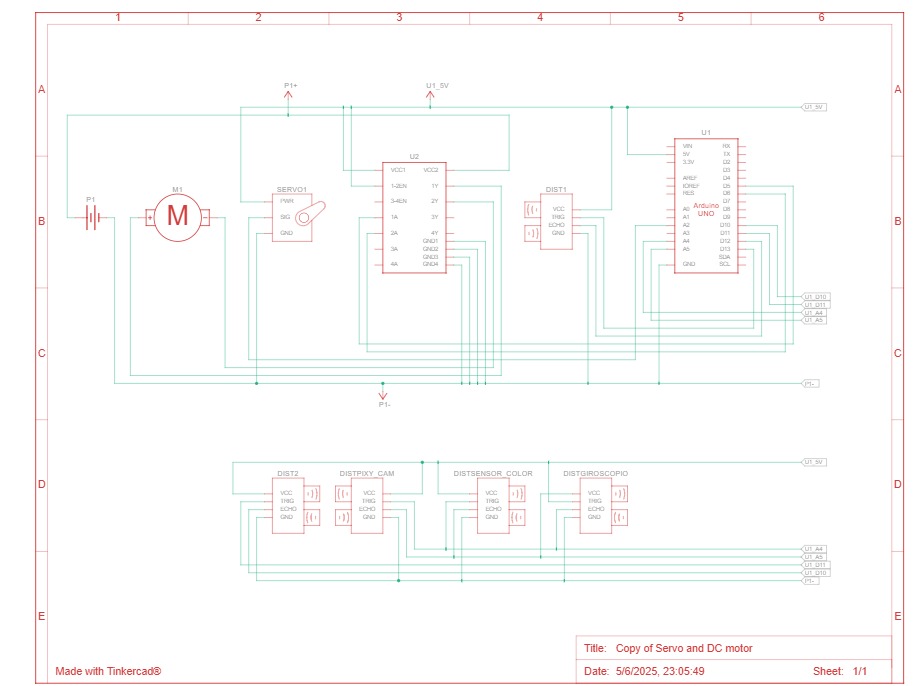 1 2 3 4 5 6
A A
B B
C C
D D
E E
P1+
U1_5V
U1_5V
U1
U2
P1
M1
M
+
-
SERVO1
PWR
SIG
GND
VCC1 VCC2
1-2EN 1Y
3-4EN 2Y
1A 3Y
2A 4Y
GND1
3A GND2
GND3
4A GND4
DIST1
VCC
TRIG
ECHO
GND
VIN RX
5V TX
3.3V D2
D3
AREF D4
IOREF D5
RES D6
D7
A0 D8
A1 D9
A2 D10
A3 D11
A4 D12
A5 D13
SDA
GND SCL
Arduino
UNO
U1_D10
U1_D11
U1_A4
U1_A5
P1-
P1-
U1_5V
DIST2
VCC
TRIG
ECHO
GND
DISTPIXY_CAM
VCC
TRIG
ECHO
GND
DISTSENSOR_COLOR
VCC
TRIG
ECHO
GND
DISTGIROSCOPIO
VCC
TRIG
ECHO
GND
U1_A4
U1_A5
U1_D11
U1_D10
P1-
Title: Copy of Servo and DC motor
Made with Tinkercad®
Date: 5/6/2025, 23:05:49 Sheet: 1/1